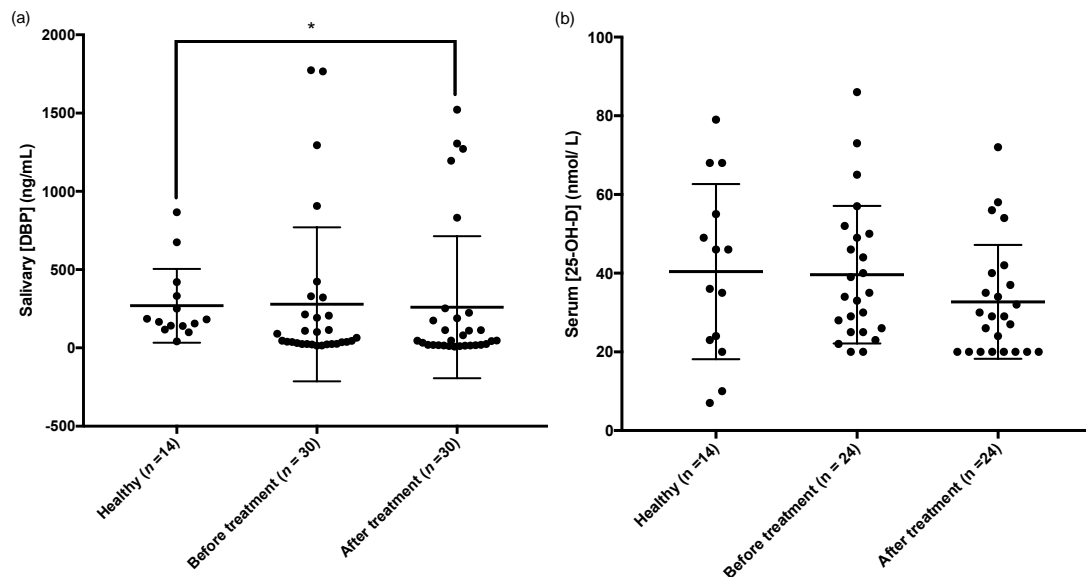 (a)
*
2000
1500
1000
500
0
-500
Salivary [DBP] (ng/mL)
Healthy (n =14)
Before treatment (n = 30)
After treatment (n =30)
(b)
100
80
60
40
20
0
Serum [25-OH-D] (nmol/ L)
Healthy (n =14)
Before treatment (n = 24)
After treatment (n =24)